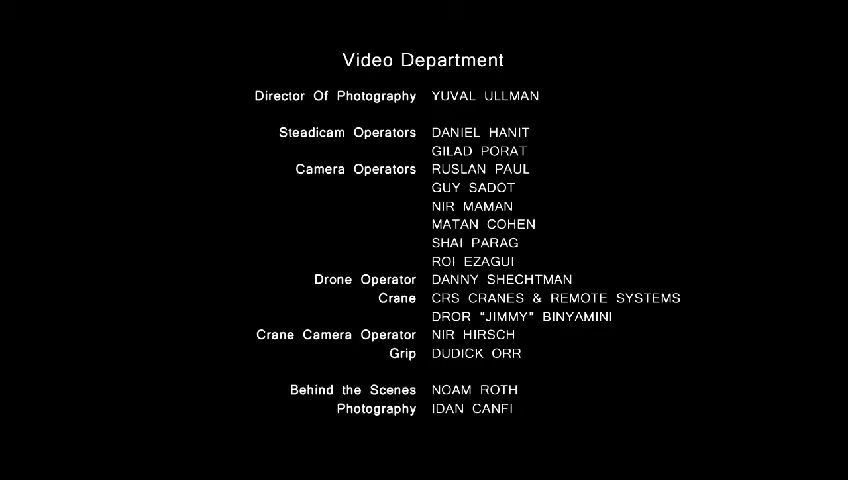 Video Department
Director Of Photography YUVAL ULLMAN
Steadicam Operators DANIEL HANIT
GILAD PORAT
Camera Operators RUSLAN PAUL
GUY SADOT
NIR MAMAN
MATAN COHEN
SHAI PARAG
ROI EZAGUI
Drone Operator DANNY SHECHTMAN
Crane CRS CRANES & REMOTE SYSTEMS
DROR "JIMMY" BINYAMINI
Crane Camera Operator NIR HIRSCH
Grip DUDICK ORR
Behind the Scenes NOAM ROTH
Photography IDAN CANFI